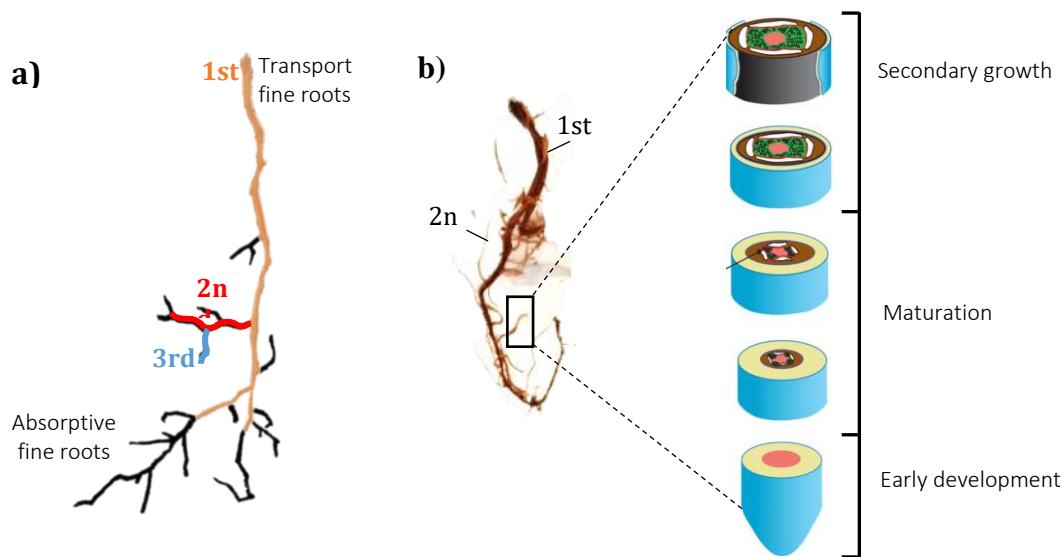 a)
1st
Transport
fine roots
2n
3rd
Absorptive
fine roots
b)
1st
2n
Secondary growth
Maturation
Early development